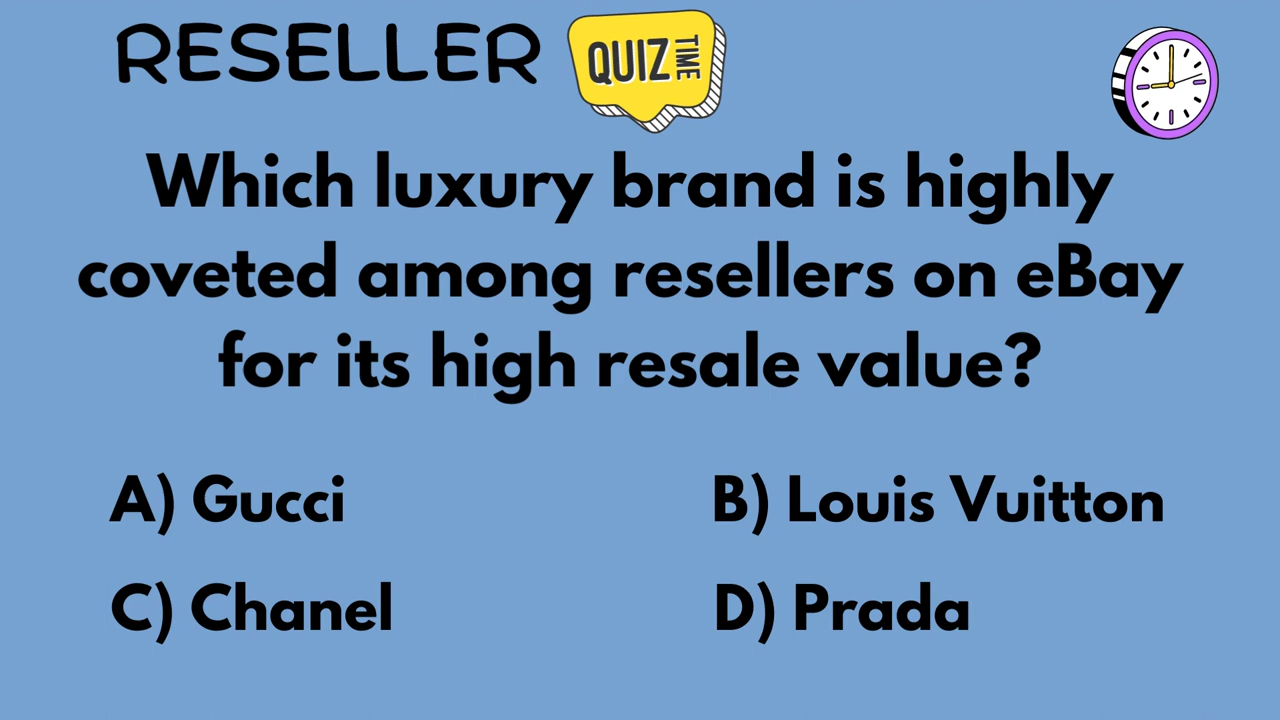 RESELLER QUIZ TIME
Which luxury brand is highly
coveted among resellers on eBay
for its high resale value?
A) Gucci
B) Louis Vuitton
C) Chanel
D) Prada